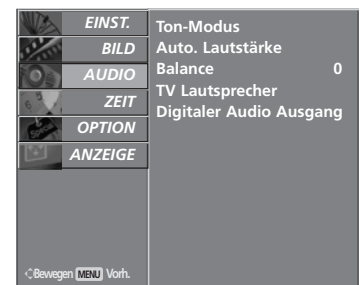 EINST.
BILD
AUDIO
ZEIT
OPTION
ANZEIGE
Bewegen MENU Vorh.
Ton-Modus
Auto. Lautstärke
Balance 0
TV Lautsprecher
Digitaler Audio Ausgang